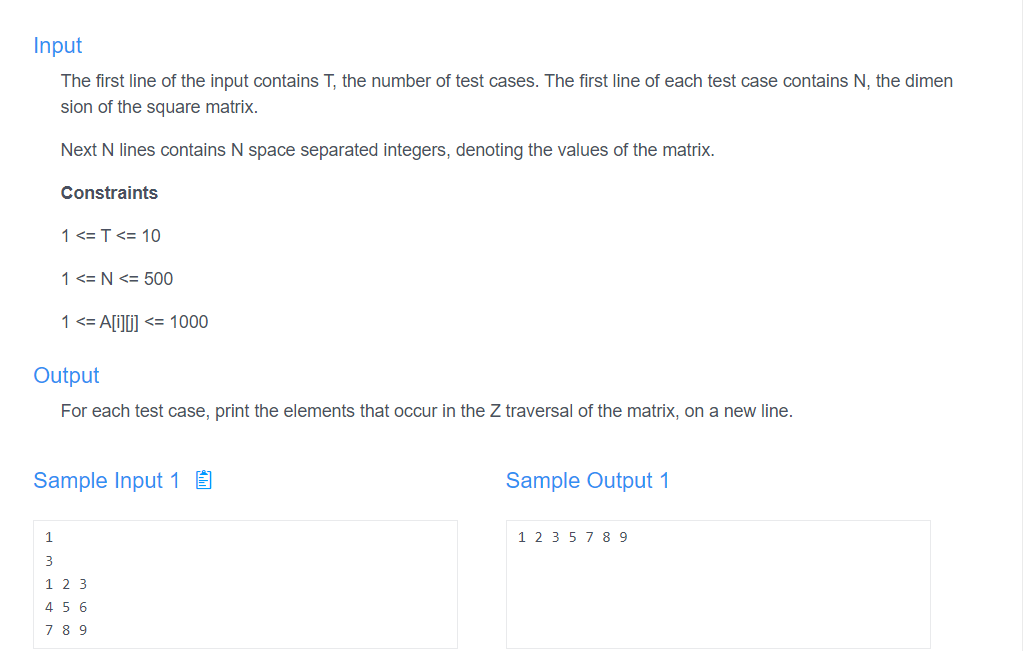 Input
The first line of the input contains T, the number of test cases. The first line of each test case contains N, the dimen
sion of the square matrix.
Next N lines contains N space separated integers, denoting the values of the matrix.
Constraints
1 <= T <= 10
1 <= N <= 500
1 <= A[i][j] <= 1000
Output
For each test case, print the elements that occur in the Z traversal of the matrix, on a new line.
Sample Input 1
1
3
1 2 3
4 5 6
7 8 9
Sample Output 1
1 2 3 5 7 8 9